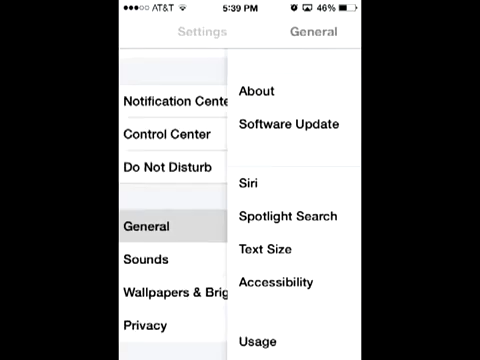 AT&T 5:39 PM 46%
Settings General
Notification Cente
Control Center
Do Not Disturb
General
Sounds
Wallpapers & Brig
Privacy
About
Software Update
Siri
Spotlight Search
Text Size
Accessibility
Usage